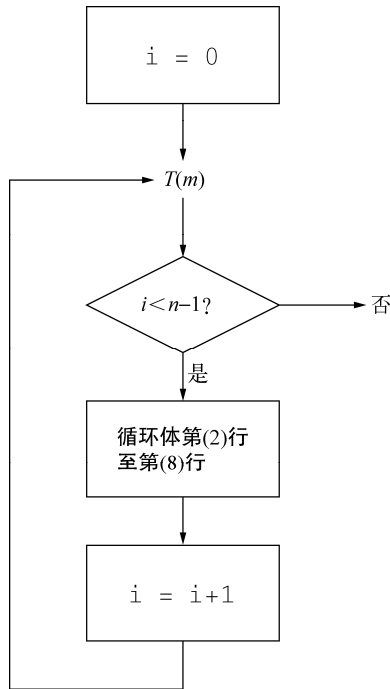 i = 0
T(m)
i<n−1?
否
是
循环体第(2)行
至第(8)行
i = i+1